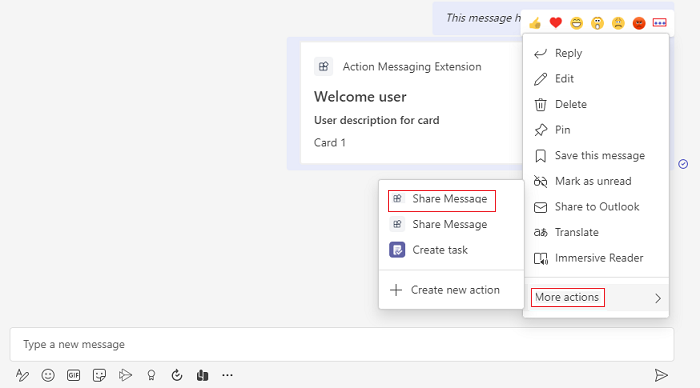 This message h
Action Messaging Extension
Welcome user
User description for card
Card 1
Reply
Edit
Delete
Pin
Save this message
Mark as unread
Share to Outlook
Translate
Immersive Reader
More actions
Share Message
Share Message
Create task
Create new action
Type a new message
GIF